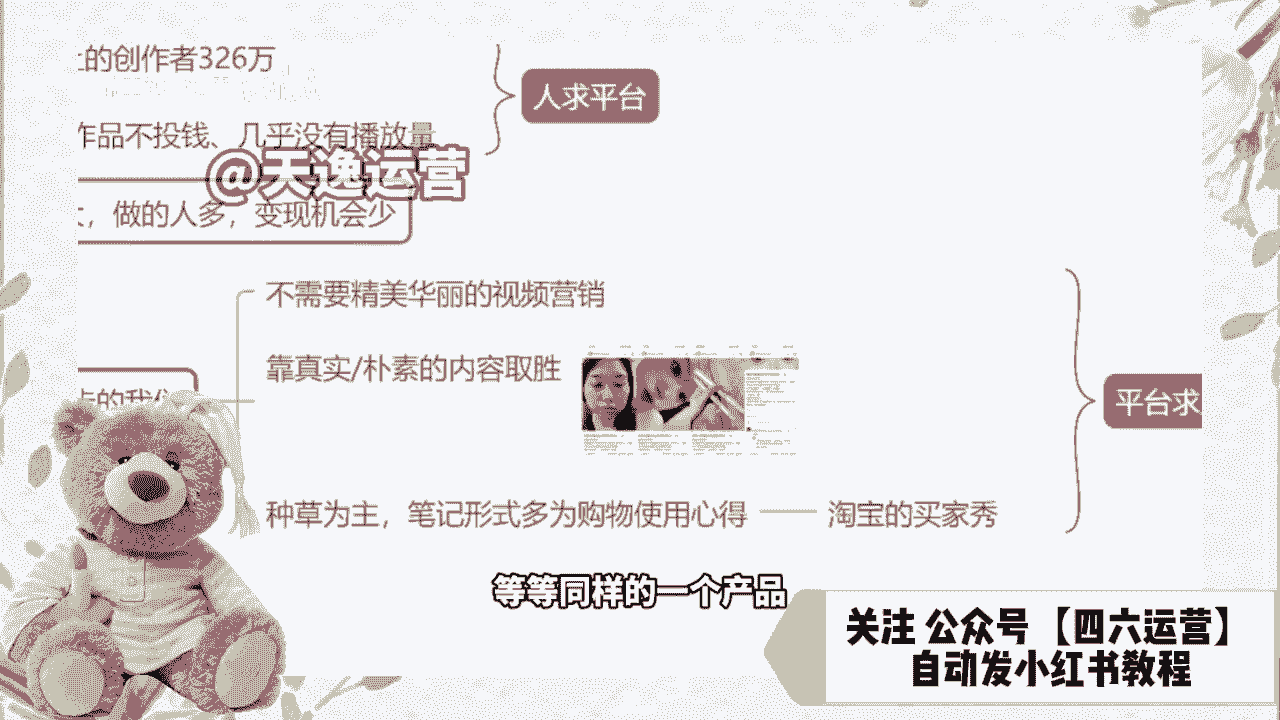 的创作者326万
人求平台
作品不投钱、几乎没有播放量
@天逸运营
，做的人多，变现机会少
不需要精美华丽的视频营销
靠真实/朴素的内容取胜
平台求
种草为主，笔记形式多为购物使用心得
淘宝的买家秀
等等同样的一个产品
关注 公众号 【四六运营】
自动发小红书教程